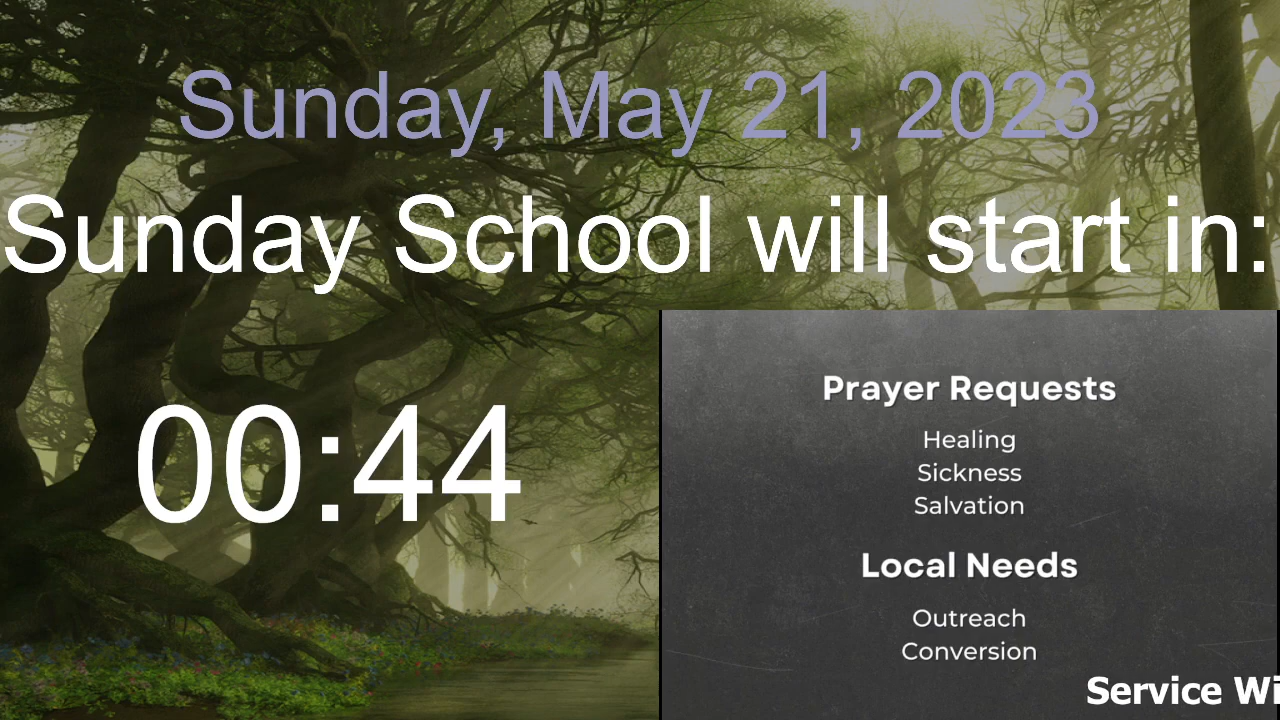 Sunday, May 21, 2023
Sunday School will start in:
00:44
Prayer Requests
Healing
Sickness
Salvation
Local Needs
Outreach
Conversion
Service